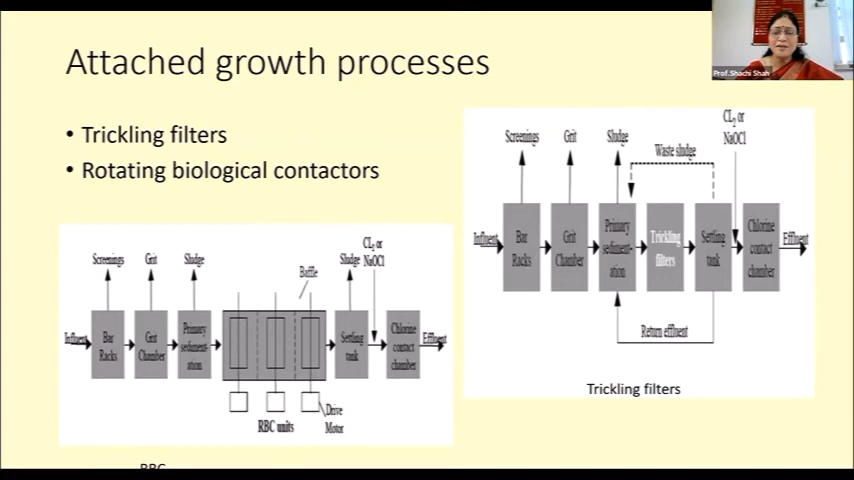 Attached growth processes
Prof.Shachi Shah
• Trickling filters
• Rotating biological contactors
Screenings
Grit
Sludge
Baffle
Sludge
CL2 or
NaOCl
Influent
Bar
Racks
Grit
Chamber
Primary
sediment-
ation
Settling
tank
Chlorine
contact
chamber
Effluent
RBC units
Drive
Motor
RBC
Screenings
Grit
Sludge
Waste sludge
CL2 or
NaOCl
Influent
Bar
Racks
Grit
Chamber
Primary
sediment-
ation
Trickling
filters
Settling
tank
Chlorine
contact
chamber
Effluent
Return effluent
Trickling filters